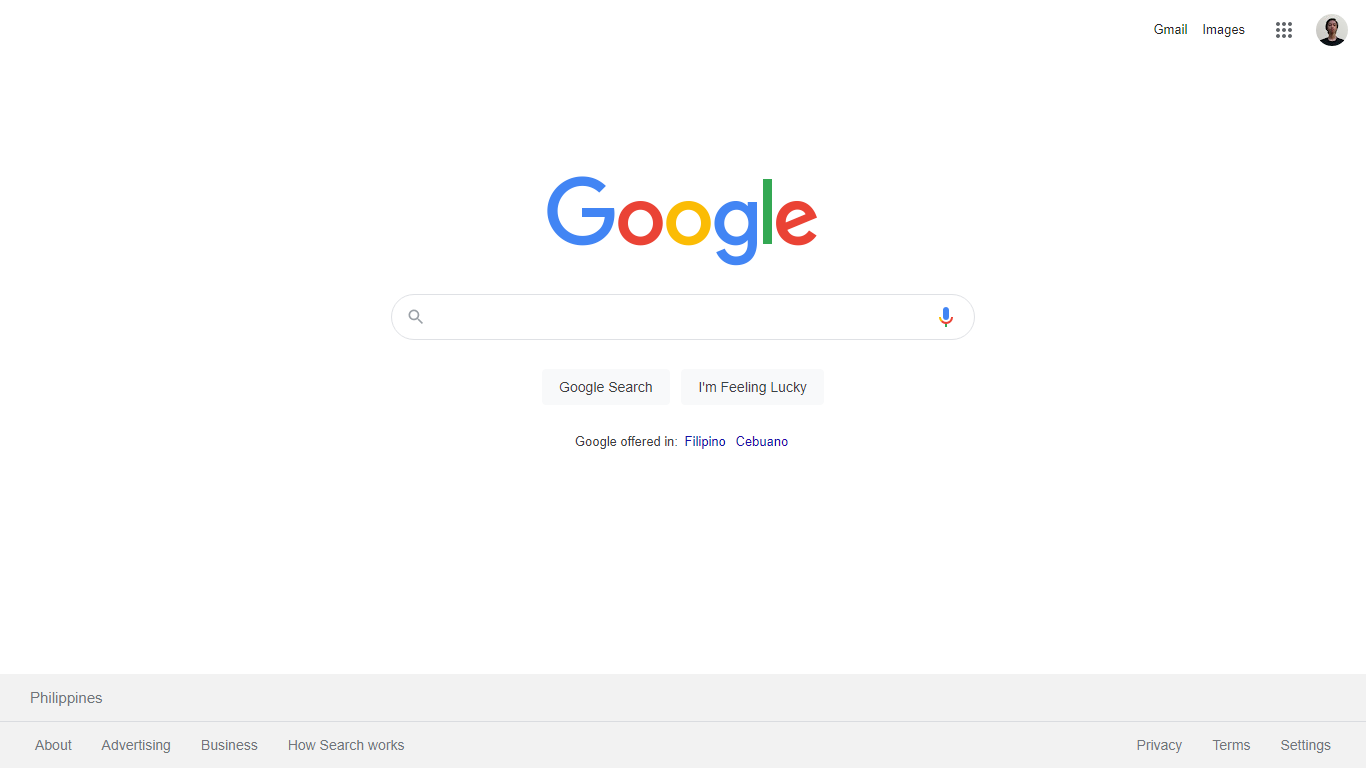 Gmail Images
Google
Google Search I'm Feeling Lucky
Google offered in: Filipino Cebuano
Philippines
About Advertising Business How Search works Privacy Terms Settings